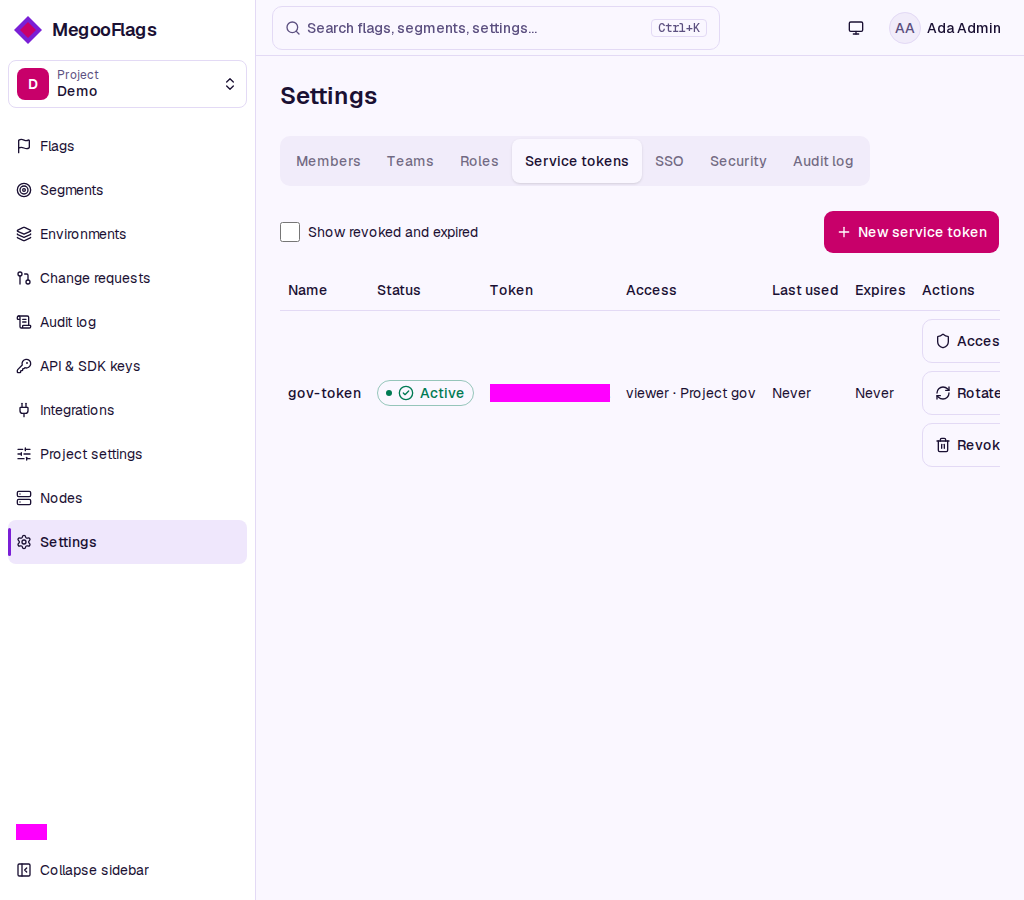 MegooFlags
Search flags, segments, settings...
Ctrl+K
AA
Ada Admin
D
Project
Demo
Flags
Segments
Environments
Change requests
Audit log
API & SDK keys
Integrations
Project settings
Nodes
Settings
Collapse sidebar
Settings
Members
Teams
Roles
Service tokens
SSO
Security
Audit log
Show revoked and expired
New service token
Name Status Token Access Last used Expires Actions
gov-token Active viewer · Project gov Never Never
Acces
Rotate
Revok